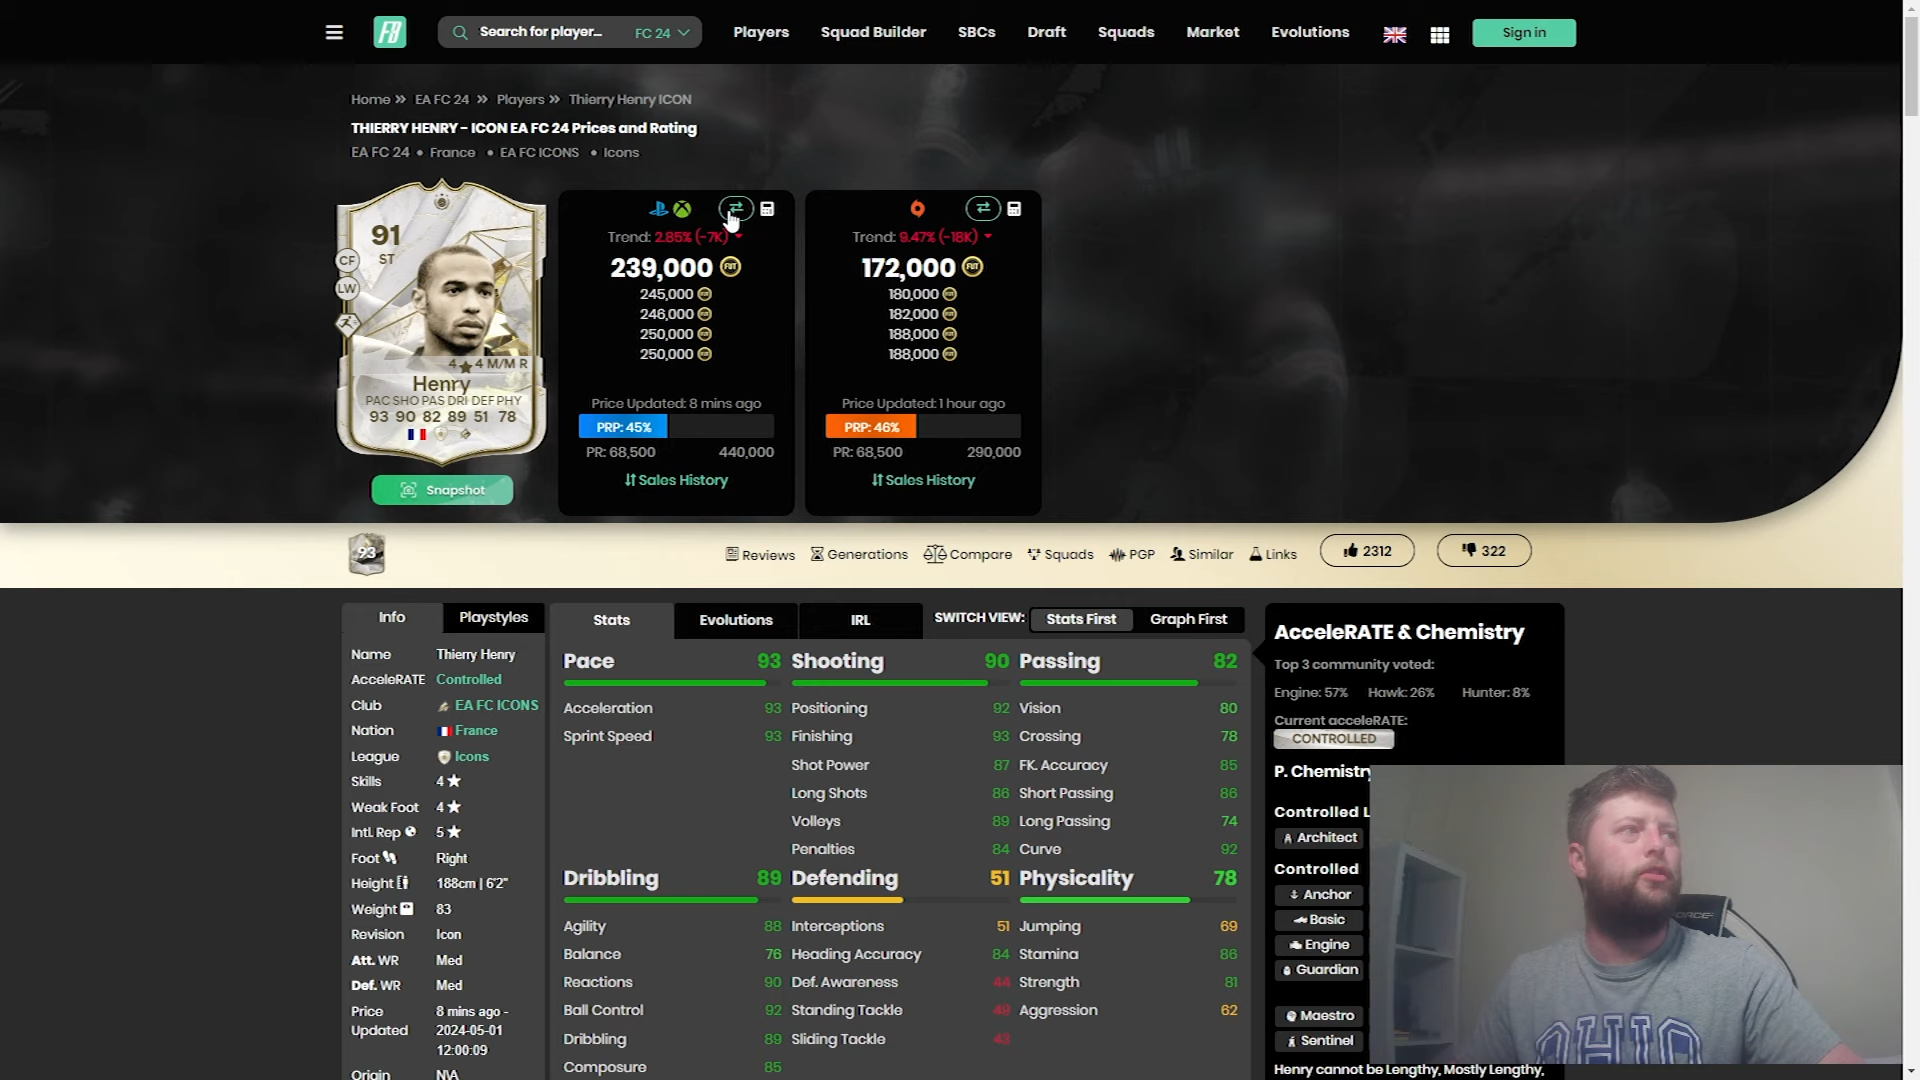 FB
Search for player...
FC 24
Players
Squad Builder
SBCs
Draft
Squads
Market
Evolutions
Sign in
Home » EA FC 24 » Players » Thierry Henry ICON
THIERRY HENRY - ICON EA FC 24 Prices and Rating
EA FC 24 • France • EA FC ICONS • Icons
91
ST
CF
LW
4 ★ 4 M/M R
Henry
PAC SHO PAS DRI DEF PHY
93 90 82 89 51 78
Snapshot
Trend: 2.85% (-7K)
239,000
245,000
246,000
250,000
250,000
Price Updated: 8 mins ago
PRP: 45%
PR: 68,500 440,000
Sales History
Trend: 9.47% (-18K)
172,000
180,000
182,000
188,000
188,000
Price Updated: 1 hour ago
PRP: 46%
PR: 68,500 290,000
Sales History
93
Reviews
Generations
Compare
Squads
PGP
Similar
Links
2312
322
Info
Playstyles
Name Thierry Henry
AcceleRATE Controlled
Club EA FC ICONS
Nation France
League Icons
Skills 4 ★
Weak Foot 4 ★
Intl. Rep 5 ★
Foot Right
Height 188cm | 6'2"
Weight 83
Revision Icon
Att. WR Med
Def. WR Med
Price Updated 8 mins ago - 2024-05-01 12:00:09
Origin N\A
Stats
Evolutions
IRL
SWITCH VIEW: Stats First Graph First
Pace 93
Acceleration 93
Sprint Speed 93
Shooting 90
Positioning 92
Finishing 93
Shot Power 87
Long Shots 86
Volleys 89
Penalties 84
Passing 82
Vision 80
Crossing 78
FK. Accuracy 85
Short Passing 86
Long Passing 74
Curve 92
Dribbling 89
Agility 88
Balance 76
Reactions 90
Ball Control 92
Dribbling 89
Composure 85
Defending 51
Interceptions 51
Heading Accuracy 84
Def. Awareness 44
Standing Tackle 49
Sliding Tackle 43
Physicality 78
Jumping 69
Stamina 86
Strength 81
Aggression 62
AcceleRATE & Chemistry
Top 3 community voted:
Engine: 57% Hawk: 26% Hunter: 8%
Current acceleRATE:
CONTROLLED
P. Chemistry
Controlled L
Architect
Controlled
Anchor
Basic
Engine
Guardian
Maestro
Sentinel
Henry cannot be Lengthy, Mostly Lengthy,
OHIO